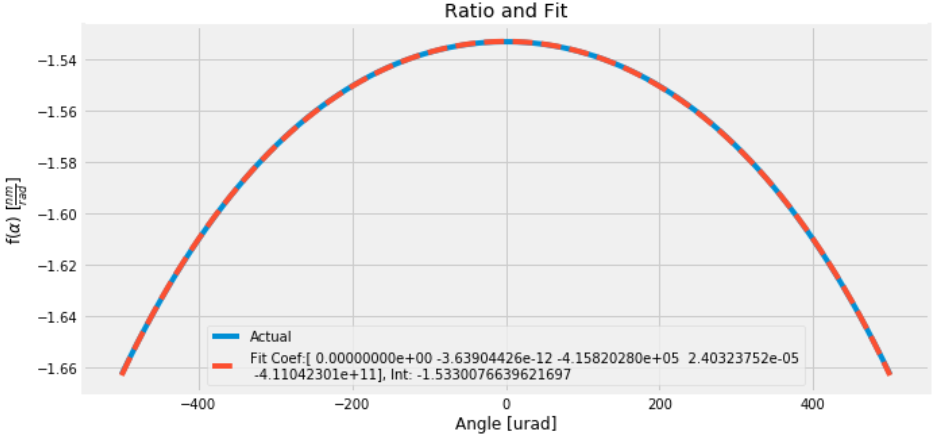 Ratio and Fit
f(α) [nm/rad]
−1.54
−1.56
−1.58
−1.60
−1.62
−1.64
−1.66
Actual
Fit Coef:[ 0.00000000e+00 -3.63904426e-12 -4.15820280e+05 2.40323752e-05
-4.11042301e+11], Int: -1.5330076639621697
−400 −200 0 200 400
Angle [urad]